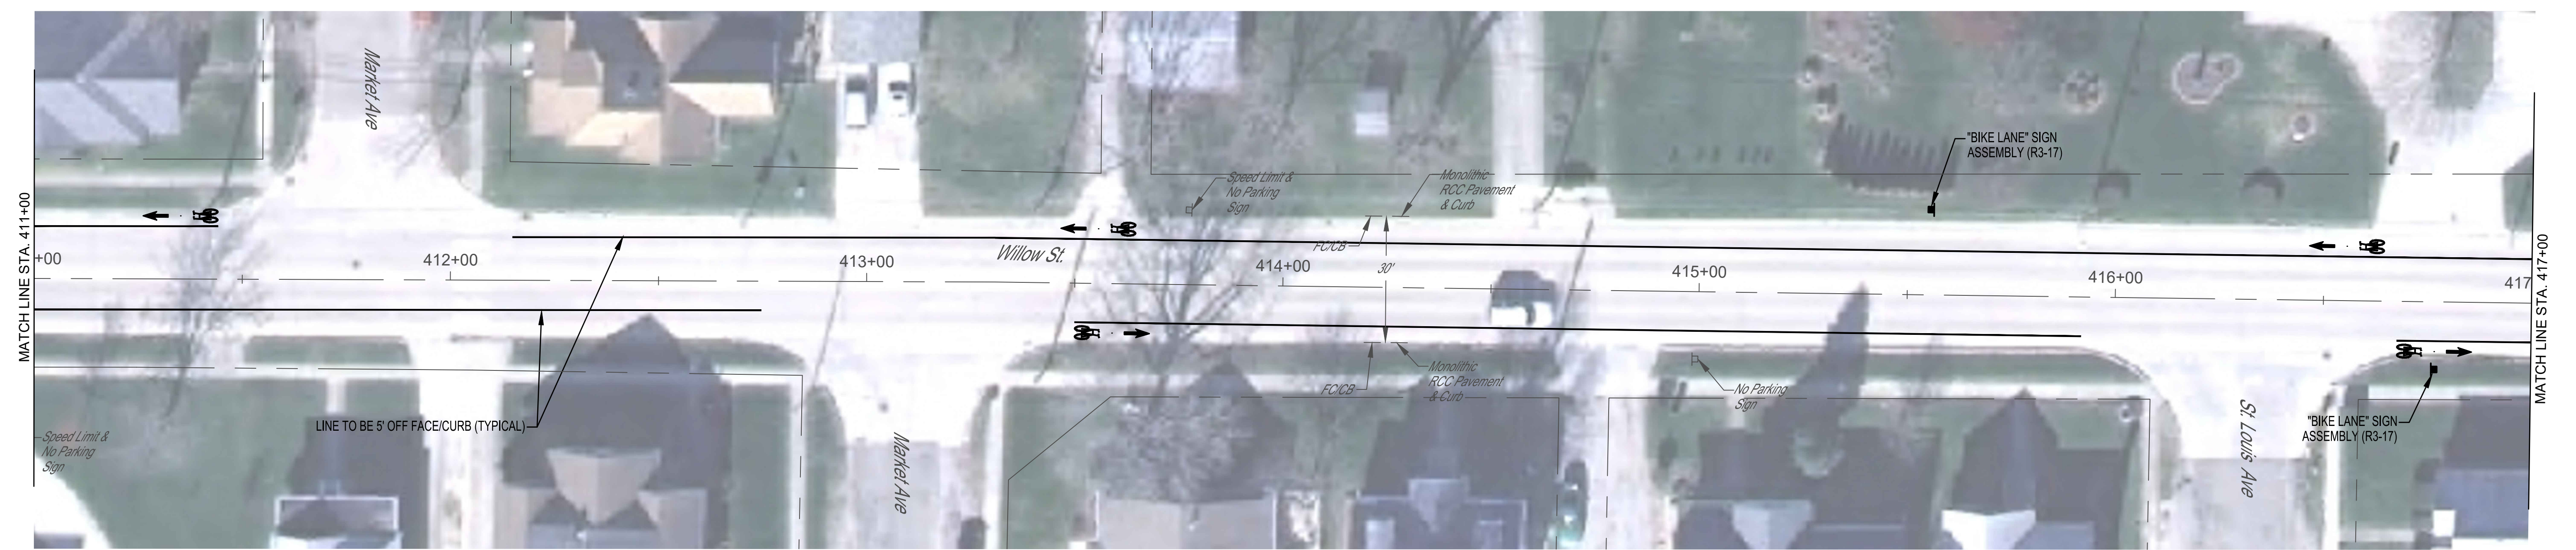 MATCH LINE STA. 411+00
Market Ave
"BIKE LANE" SIGN
ASSEMBLY (R3-17)
Speed Limit &
No Parking
Sign
Monolithic
RCC Pavement
& Curb
FC/CB
Willow St.
+00
412+00
413+00
414+00
30'
415+00
416+00
417
MATCH LINE STA. 417+00
FC/CB
Monolithic
RCC Pavement
& Curb
No Parking
Sign
LINE TO BE 5' OFF FACE/CURB (TYPICAL)
Speed Limit &
No Parking
Sign
Market Ave
St. Louis Ave
"BIKE LANE" SIGN
ASSEMBLY (R3-17)